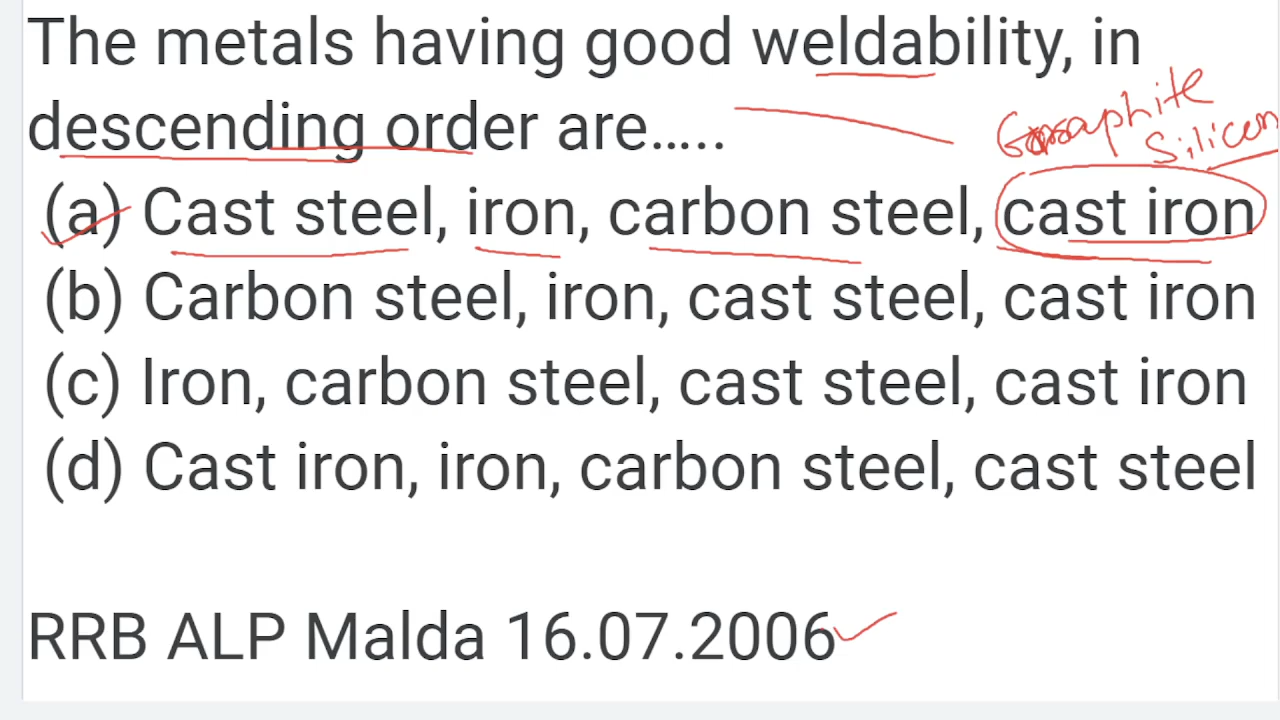 The metals having good weldability, in
descending order are.....
Graphite
Silicon
(a) Cast steel, iron, carbon steel, cast iron
(b) Carbon steel, iron, cast steel, cast iron
(c) Iron, carbon steel, cast steel, cast iron
(d) Cast iron, iron, carbon steel, cast steel
RRB ALP Malda 16.07.2006